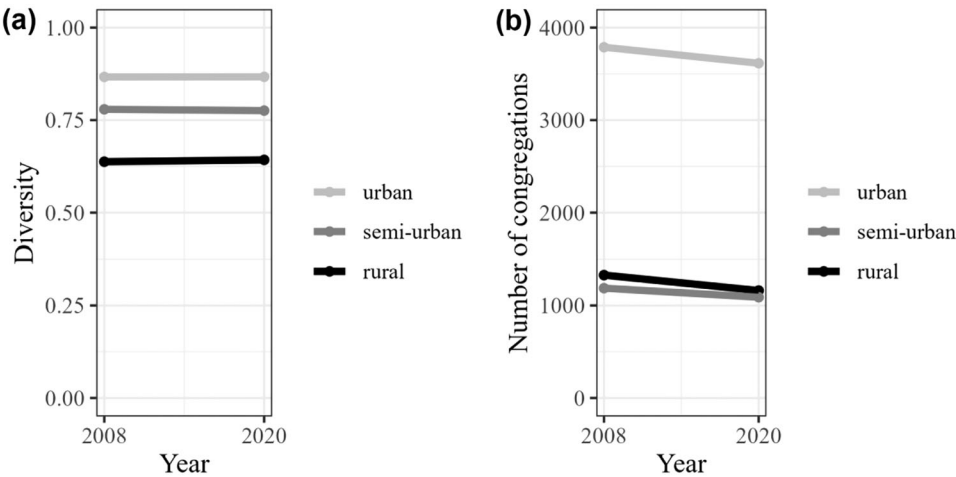 (a)
1.00
0.75
0.50
0.25
0.00
Diversity
2008 2020
Year
urban
semi-urban
rural
(b)
4000
3000
2000
1000
0
Number of congregations
2008 2020
Year
urban
semi-urban
rural